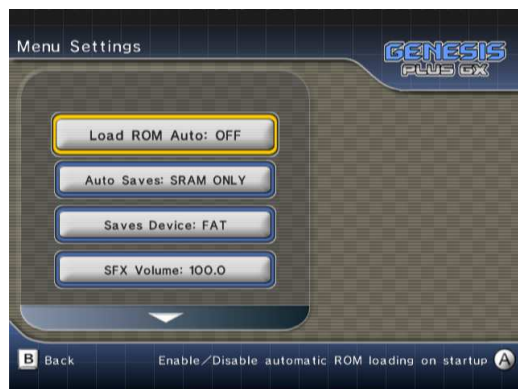 Menu Settings
GENESIS
PLUS GX
Load ROM Auto: OFF
Auto Saves: SRAM ONLY
Saves Device: FAT
SFX Volume: 100.0
B Back
Enable/Disable automatic ROM loading on startup A